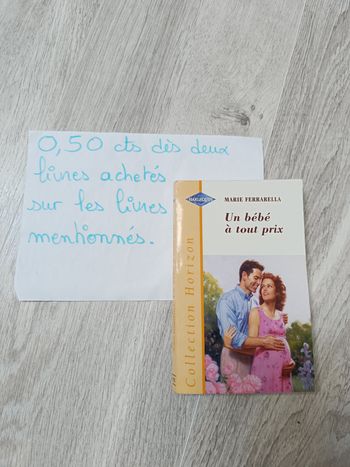 0,50 cts dès deux
livres achetés
sur les livres
mentionnés.
HARLEQUIN
MARIE FERRARELLA
Un bébé
à tout prix
Collection Horizon